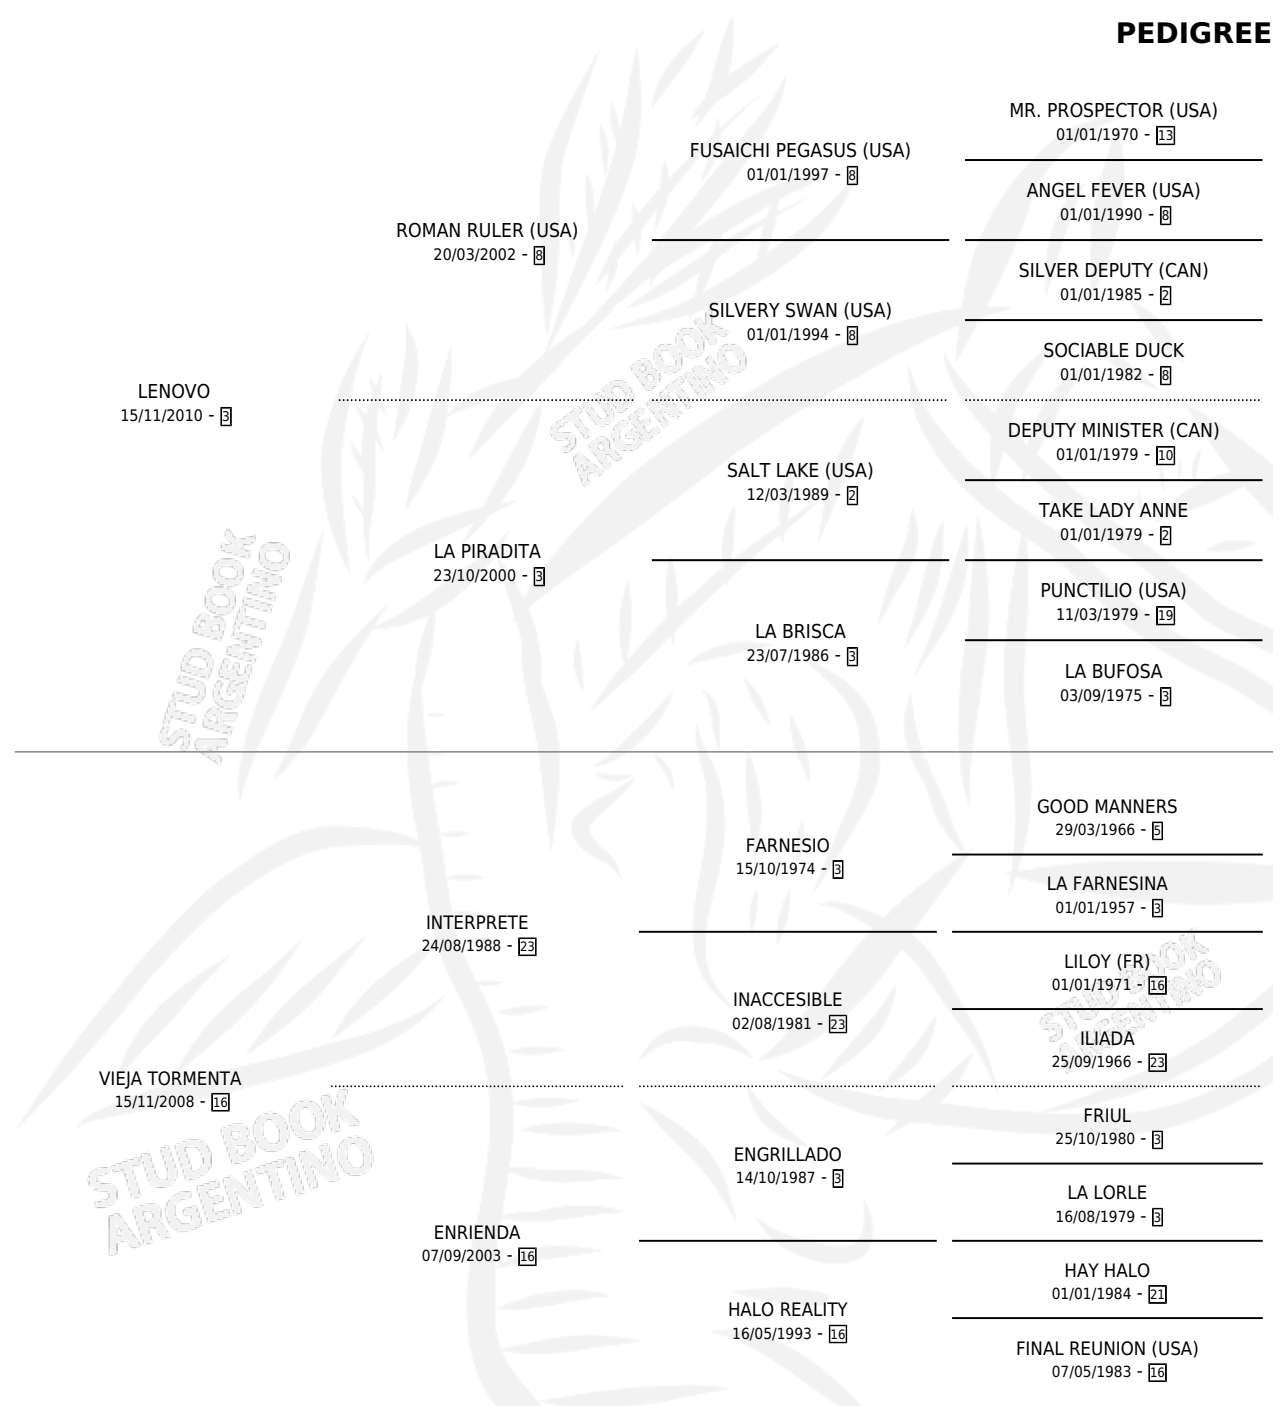 PEDIGREE
MR. PROSPECTOR (USA)
01/01/1970 - 13
FUSAICHI PEGASUS (USA)
01/01/1997 - 8
ANGEL FEVER (USA)
01/01/1990 - 8
ROMAN RULER (USA)
20/03/2002 - 8
SILVER DEPUTY (CAN)
01/01/1985 - 2
SILVERY SWAN (USA)
01/01/1994 - 8
SOCIABLE DUCK
01/01/1982 - 8
LENOVO
15/11/2010 - 3
STUD BOOK
ARGENTINO
DEPUTY MINISTER (CAN)
01/01/1979 - 10
SALT LAKE (USA)
12/03/1989 - 2
TAKE LADY ANNE
01/01/1979 - 2
LA PIRADITA
23/10/2000 - 3
PUNCTILIO (USA)
11/03/1979 - 19
LA BRISCA
23/07/1986 - 3
LA BUFOSA
03/09/1975 - 3
STUD BOOK
ARGENTINO
GOOD MANNERS
29/03/1966 - 5
FARNESIO
15/10/1974 - 3
LA FARNESINA
01/01/1957 - 3
INTERPRETE
24/08/1988 - 23
LILOY (FR)
01/01/1971 - 16
INACCESIBLE
02/08/1981 - 23
STUD BOOK
ARGENTINO
ILIADA
25/09/1966 - 23
VIEJA TORMENTA
15/11/2008 - 16
FRIUL
25/10/1980 - 3
ENGRILLADO
14/10/1987 - 3
STUD BOOK
ARGENTINO
LA LORLE
16/08/1979 - 3
ENRIENDA
07/09/2003 - 16
HAY HALO
01/01/1984 - 21
HALO REALITY
16/05/1993 - 16
FINAL REUNION (USA)
07/05/1983 - 16